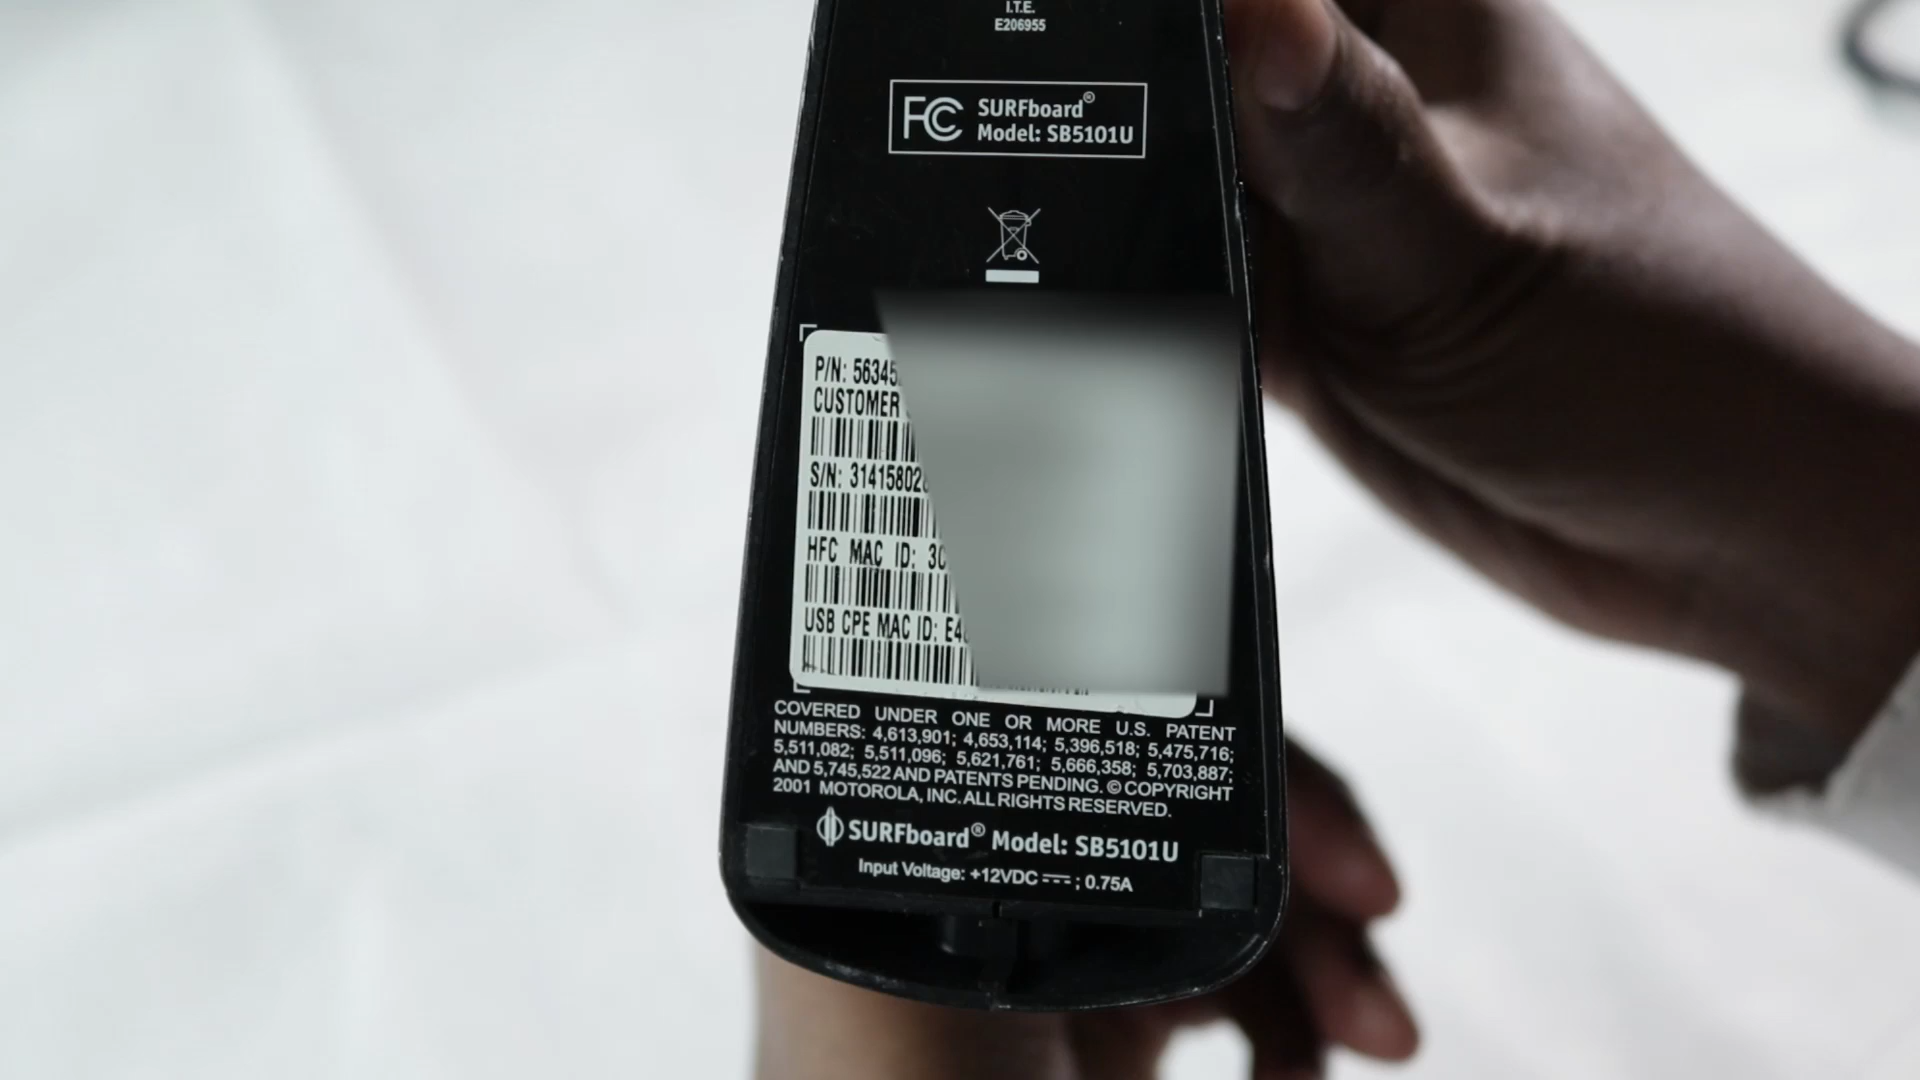 I.T.E.
E206955
FC SURFboard®
Model: SB5101U
P/N: 56345
CUSTOMER
S/N: 31415802
HFC MAC ID: 3C
USB CPE MAC ID: E4
COVERED UNDER ONE OR MORE U.S. PATENT
NUMBERS: 4,613,901; 4,653,114; 5,396,518; 5,475,716;
5,511,082; 5,511,096; 5,621,761; 5,666,358; 5,703,887;
AND 5,745,522 AND PATENTS PENDING. © COPYRIGHT
2001 MOTOROLA, INC. ALL RIGHTS RESERVED.
SURFboard® Model: SB5101U
Input Voltage: +12VDC ⎓; 0.75A